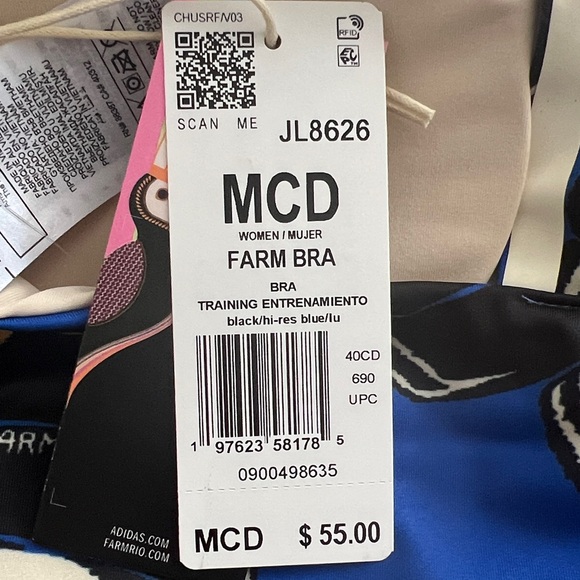 CHUSRF/V03
RFID
SCAN ME
JL8626
MCD
WOMEN / MUJER
FARM BRA
BRA
TRAINING ENTRENAMIENTO
black/hi-res blue/lu
40CD
690
UPC
1 97623 58178 5
0900498635
MCD $ 55.00
ADIDAS.COM
FARMRIO.COM